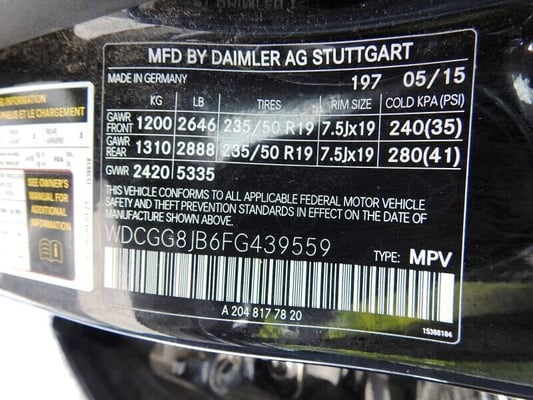 MFD BY DAIMLER AG STUTTGART
MADE IN GERMANY 197 05/15
KG LB TIRES RIM SIZE COLD KPA (PSI)
GAWR FRONT 1200 2646 235/50 R19 7.5Jx19 240(35)
GAWR REAR 1310 2888 235/50 R19 7.5Jx19 280(41)
GVWR 2420 5335
THIS VEHICLE CONFORMS TO ALL APPLICABLE FEDERAL MOTOR VEHICLE
SAFETY, BUMPER, AND THEFT PREVENTION STANDARDS IN EFFECT
ON THE DATE OF MANUFACTURE SHOWN ABOVE.
WDCGG8JB6FG439559 TYPE: MPV
A 204 817 78 20
15388184
LE CHARGEMENT
SEE OWNER'S
MANUAL FOR
ADDITIONAL
INFORMATION